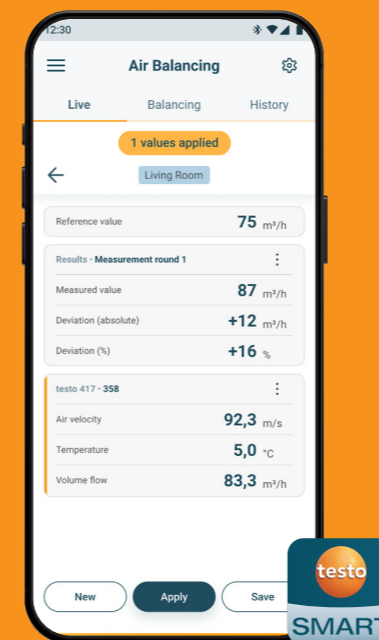 12:30
Air Balancing
Live Balancing History
1 values applied
Living Room
Reference value 75 m³/h
Results · Measurement round 1
Measured value 87 m³/h
Deviation (absolute) +12 m³/h
Deviation (%) +16 %
testo 417 · 358
Air velocity 92,3 m/s
Temperature 5,0 °C
Volume flow 83,3 m³/h
New Apply Save
testo
SMART